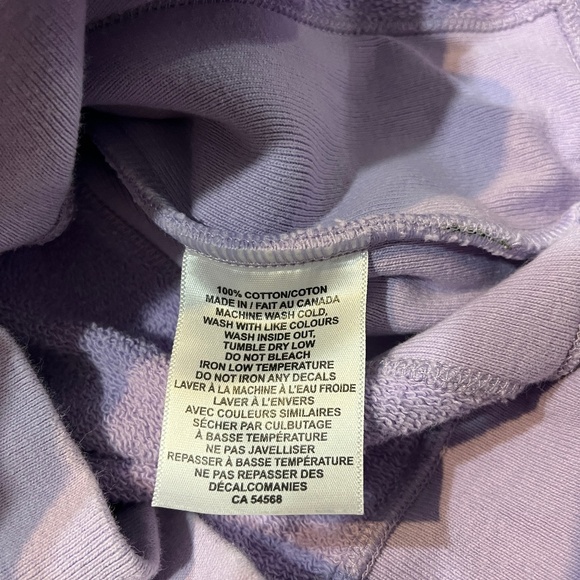 100% COTTON/COTON
MADE IN / FAIT AU CANADA
MACHINE WASH COLD,
WASH WITH LIKE COLOURS
WASH INSIDE OUT,
TUMBLE DRY LOW
DO NOT BLEACH
IRON LOW TEMPERATURE
DO NOT IRON ANY DECALS
LAVER À LA MACHINE À L'EAU FROIDE
LAVER À L'ENVERS
AVEC COULEURS SIMILAIRES
SÉCHER PAR CULBUTAGE
À BASSE TEMPÉRATURE
NE PAS JAVELLISER
REPASSER À BASSE TEMPÉRATURE
NE PAS REPASSER DES
DÉCALCOMANIES
CA 54568